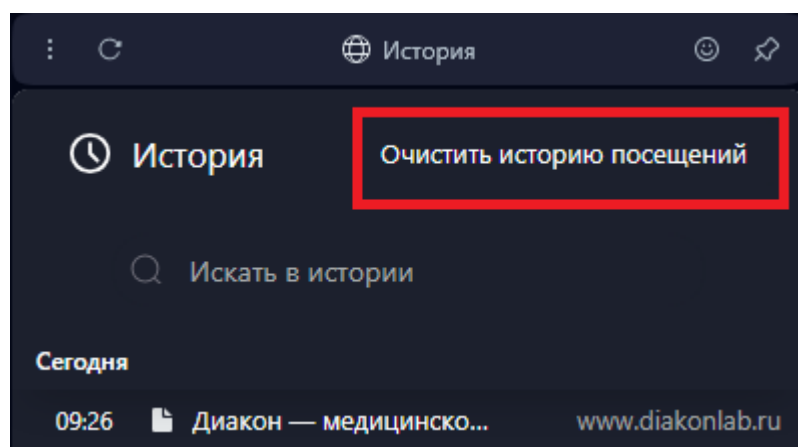 История
История
Очистить историю посещений
Искать в истории
Сегодня
09:26 Диакон — медицинско... www.diakonlab.ru